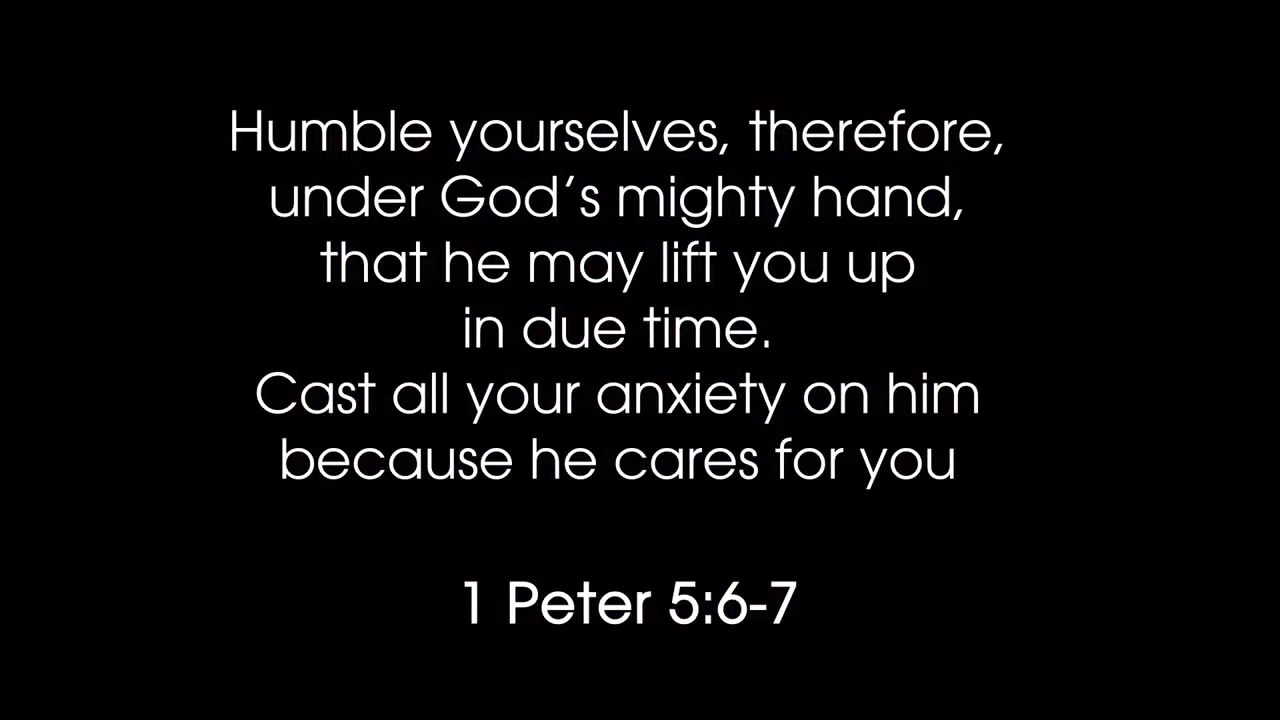 Humble yourselves, therefore,
under God's mighty hand,
that he may lift you up
in due time.
Cast all your anxiety on him
because he cares for you
1 Peter 5:6-7